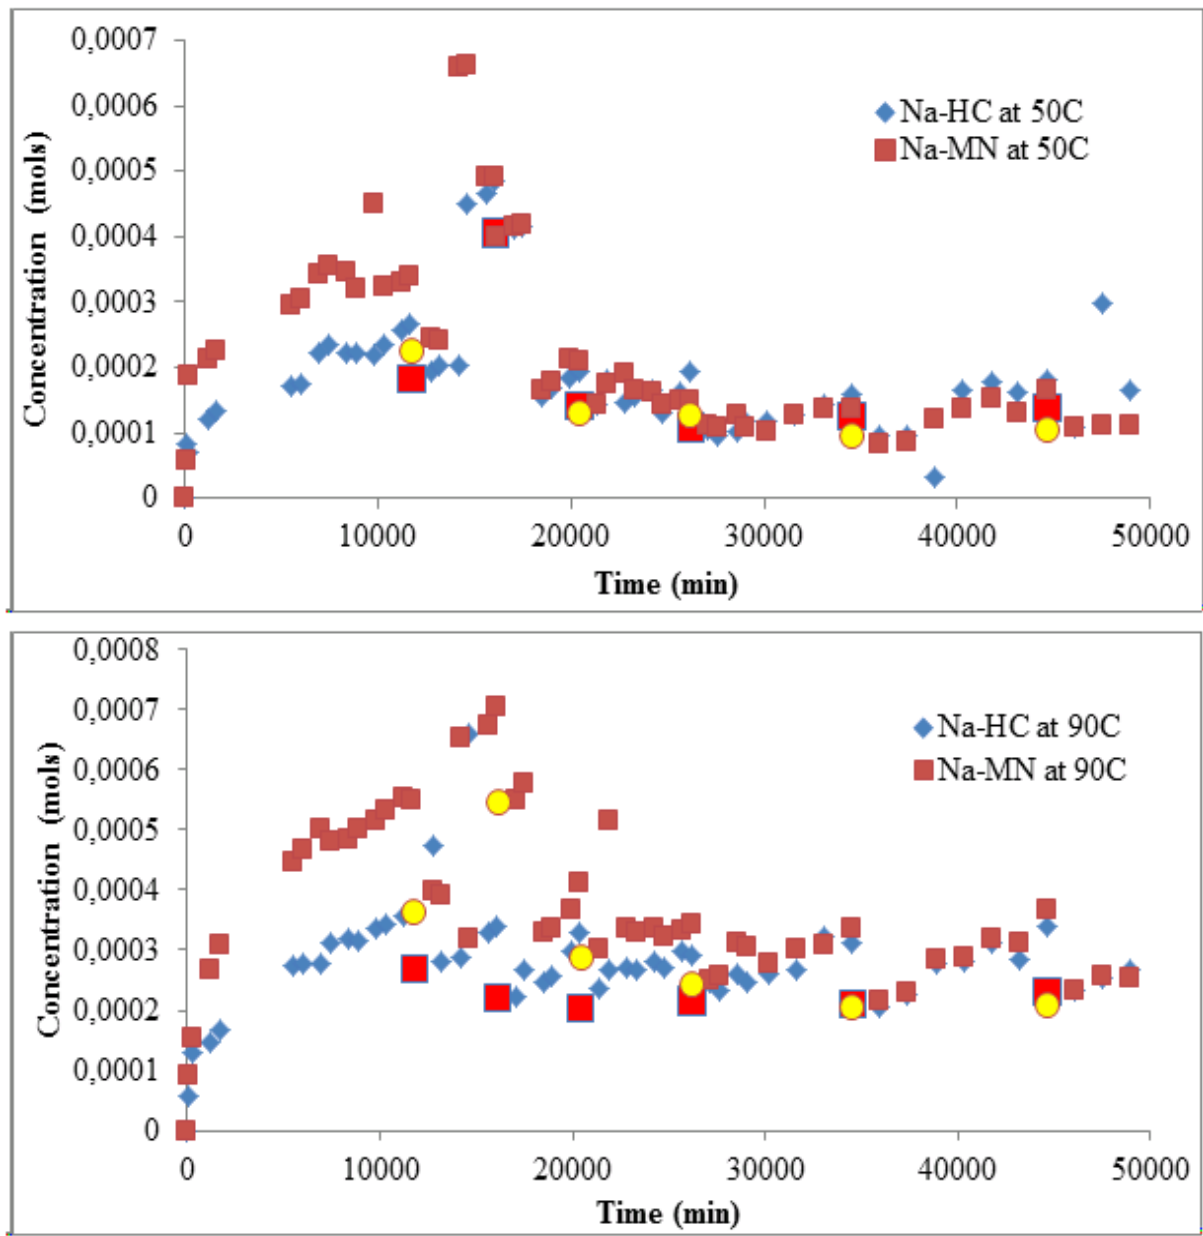 0,0007
0,0006
0,0005
0,0004
0,0003
0,0002
0,0001
0
Concentration (mols)
Na-HC at 50C
Na-MN at 50C
0 10000 20000 30000 40000 50000
Time (min)
0,0008
0,0007
0,0006
0,0005
0,0004
0,0003
0,0002
0,0001
0
Concentration (mols)
Na-HC at 90C
Na-MN at 90C
0 10000 20000 30000 40000 50000
Time (min)